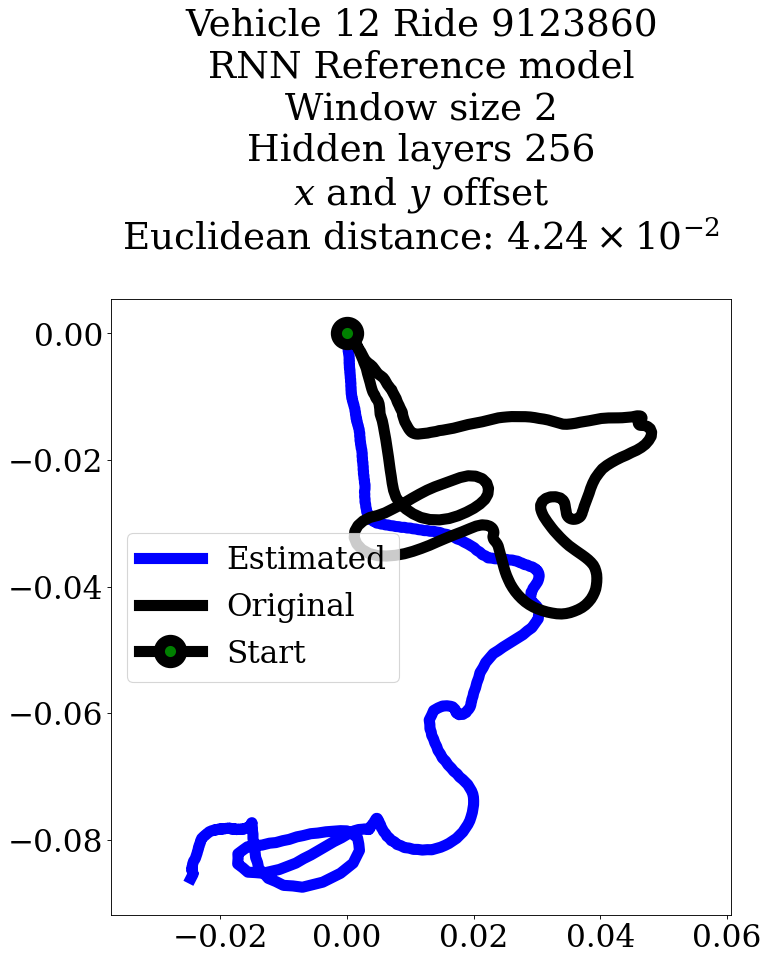 Vehicle 12 Ride 9123860
RNN Reference model
Window size 2
Hidden layers 256
x and y offset
Euclidean distance: 4.24 × 10⁻²
0.00
−0.02
−0.04
−0.06
−0.08
Estimated
Original
Start
−0.02 0.00 0.02 0.04 0.06